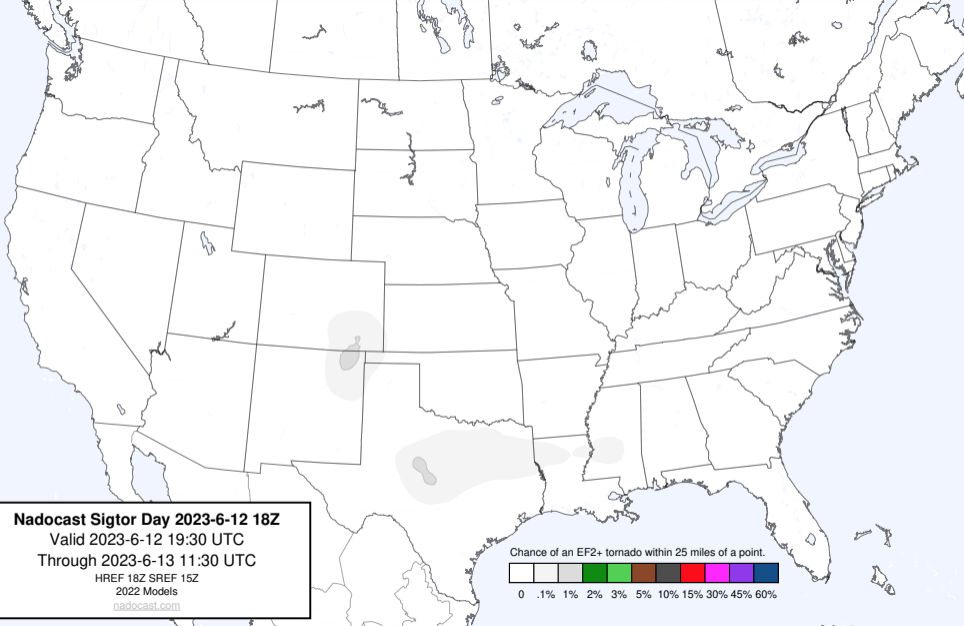 Nadocast Sigtor Day 2023-6-12 18Z
Valid 2023-6-12 19:30 UTC
Through 2023-6-13 11:30 UTC
HREF 18Z SREF 15Z
2022 Models
nadocast.com
Chance of an EF2+ tornado within 25 miles of a point.
0 .1% 1% 2% 3% 5% 10% 15% 30% 45% 60%